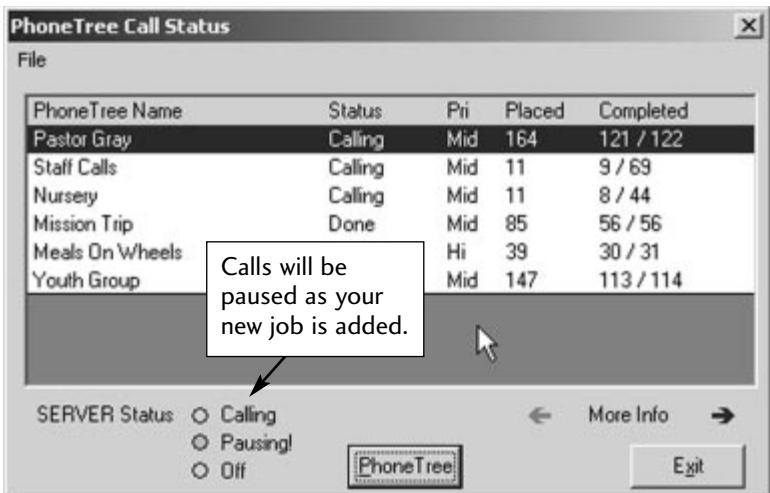 PhoneTree Call Status
File
PhoneTree Name Status Pri Placed Completed
Pastor Gray Calling Mid 164 121 / 122
Staff Calls Calling Mid 11 9 / 69
Nursery Calling Mid 11 8 / 44
Mission Trip Done Mid 85 56 / 56
Meals On Wheels Hi 39 30 / 31
Youth Group Mid 147 113 / 114
Calls will be
paused as your
new job is added.
SERVER Status Calling More Info
Pausing!
Off
PhoneTree
Exit